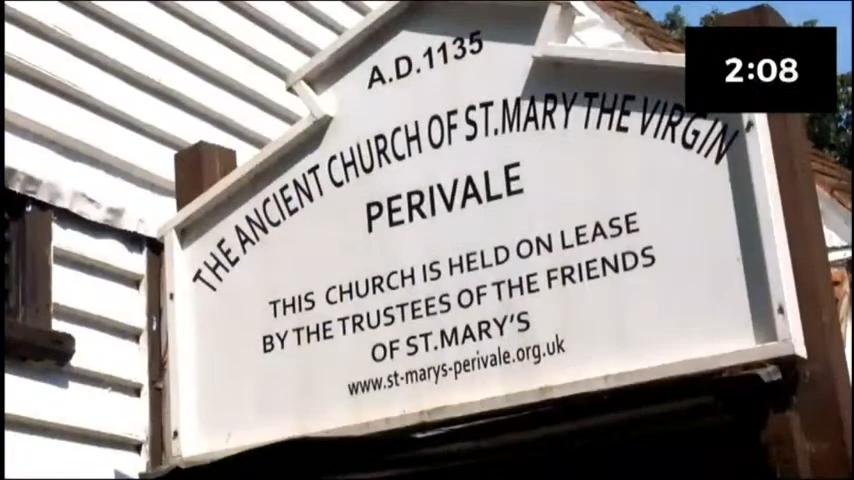 2:08
A.D.1135
THE ANCIENT CHURCH OF ST.MARY THE VIRGIN
PERIVALE
THIS CHURCH IS HELD ON LEASE
BY THE TRUSTEES OF THE FRIENDS
OF ST.MARY'S
www.st-marys-perivale.org.uk